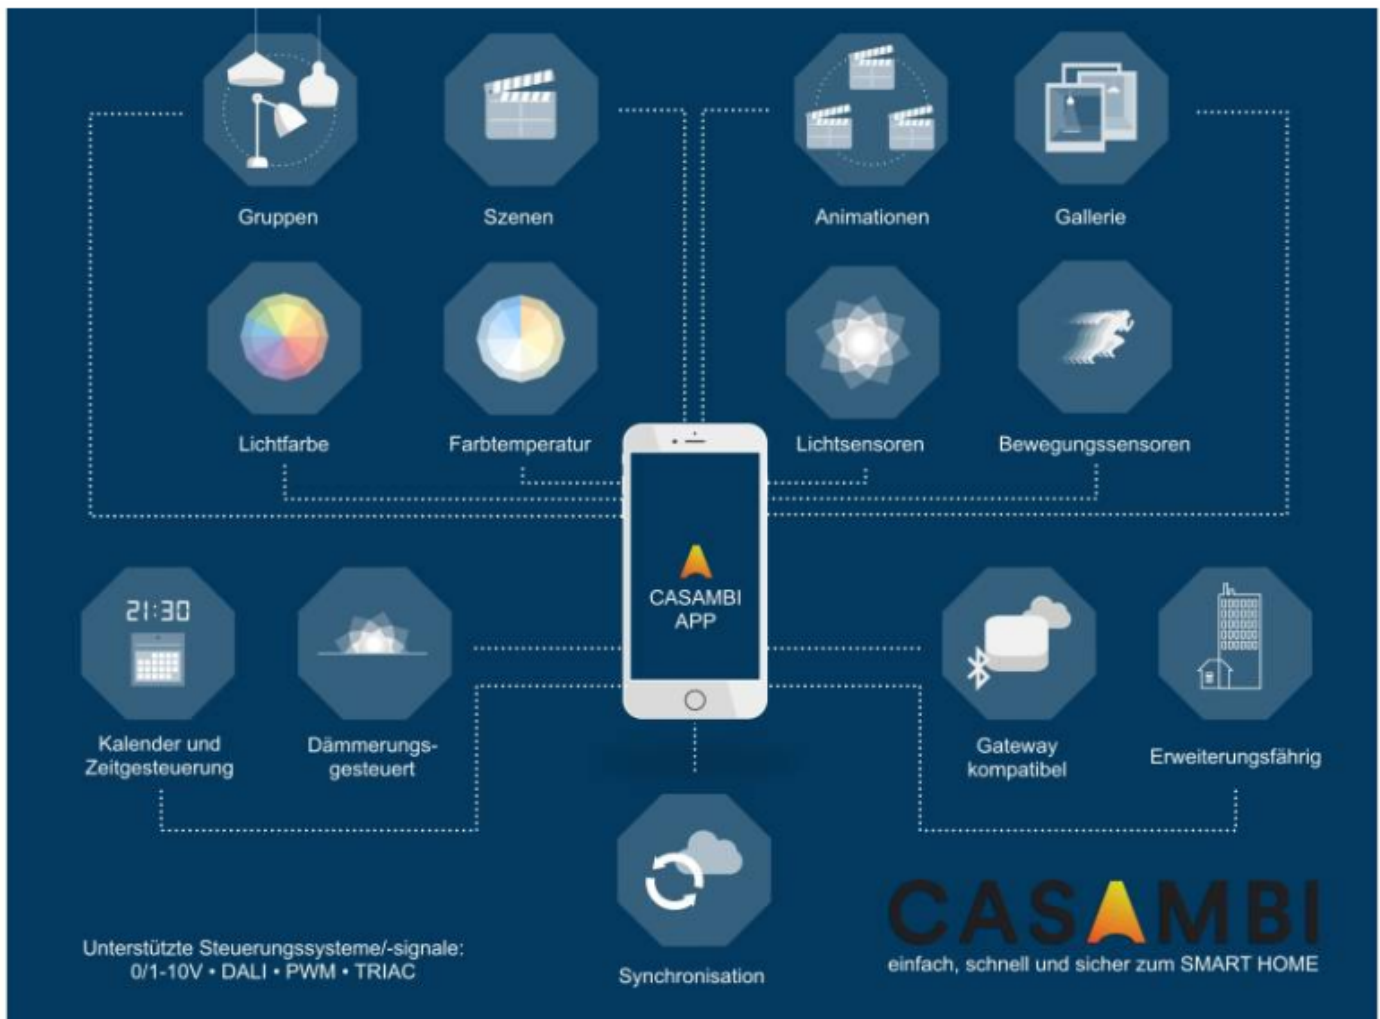 Gruppen
Szenen
Animationen
Gallerie
Lichtfarbe
Farbtemperatur
Lichtsensoren
Bewegungssensoren
CASAMBI
APP
21:30
Kalender und
Zeitgesteuerung
Dämmerungs-
gesteuert
Gateway
kompatibel
Erweiterungsfährig
Synchronisation
Unterstützte Steuerungssysteme/-signale:
0/1-10V • DALI • PWM • TRIAC
CASAMBI
einfach, schnell und sicher zum SMART HOME